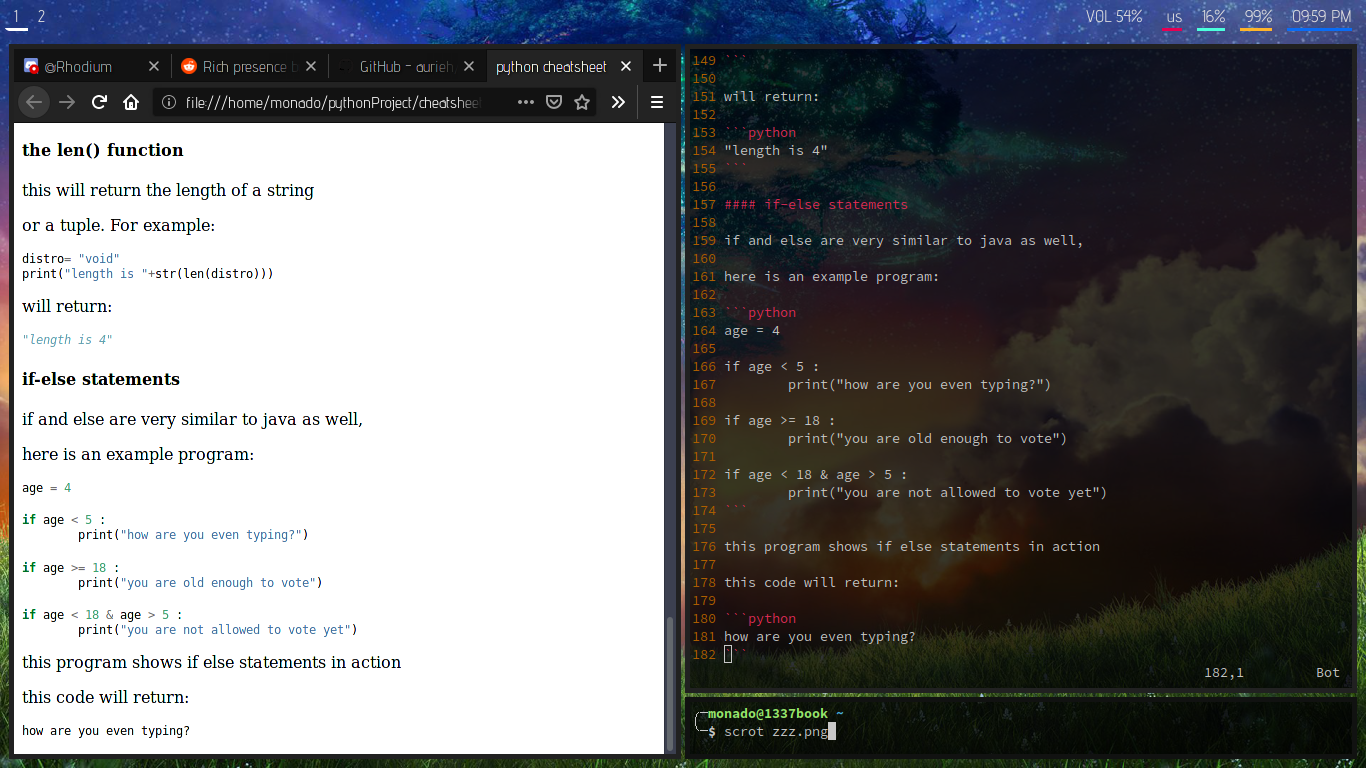 1 2
VOL 54% us 16% 99% 09:59 PM
@Rhodium
Rich presence b
GitHub - aurieh,
python cheatsheet
file:///home/monado/pythonProject/cheatshee
the len() function
this will return the length of a string
or a tuple. For example:
distro= "void"
print("length is "+str(len(distro)))
will return:
"length is 4"
if-else statements
if and else are very similar to java as well,
here is an example program:
age = 4
if age < 5 :
print("how are you even typing?")
if age >= 18 :
print("you are old enough to vote")
if age < 18 & age > 5 :
print("you are not allowed to vote yet")
this program shows if else statements in action
this code will return:
how are you even typing?
149 ```
150
151 will return:
152
153 ```python
154 "length is 4"
155 ```
156
157 #### if-else statements
158
159 if and else are very similar to java as well,
160
161 here is an example program:
162
163 ```python
164 age = 4
165
166 if age < 5 :
167 print("how are you even typing?")
168
169 if age >= 18 :
170 print("you are old enough to vote")
171
172 if age < 18 & age > 5 :
173 print("you are not allowed to vote yet")
174 ```
175
176 this program shows if else statements in action
177
178 this code will return:
179
180 ```python
181 how are you even typing?
182 ```
182,1 Bot
monado@1337book ~
$ scrot zzz.png